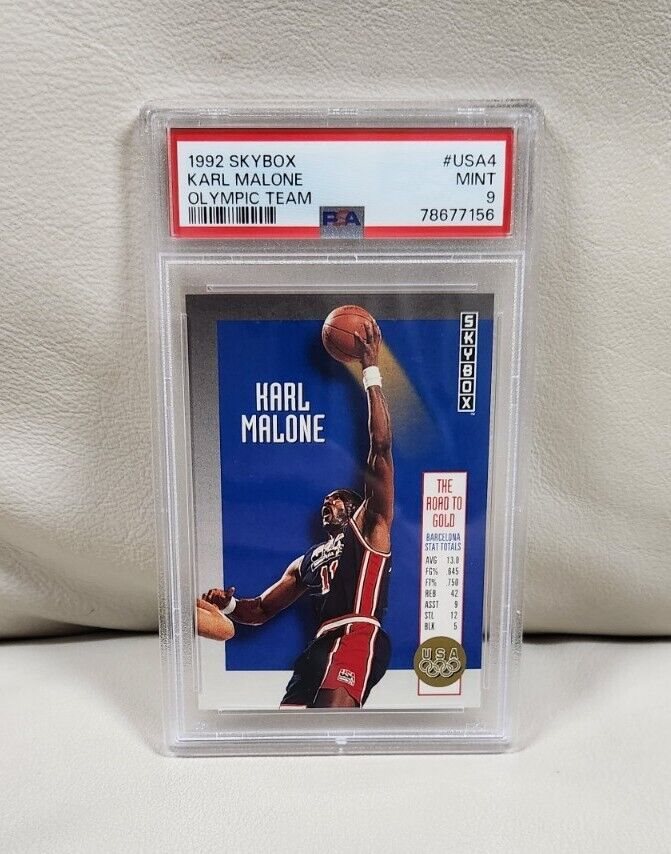 1992 SKYBOX #USA4
KARL MALONE MINT
OLYMPIC TEAM 9
PSA 78677156
SKYBOX
KARL
MALONE
THE
ROAD TO
GOLD
BARCELONA
STAT TOTALS
AVG 13.0
FG% .645
FT% .750
REB 42
ASST 9
STL 12
BLK 5
11
USA